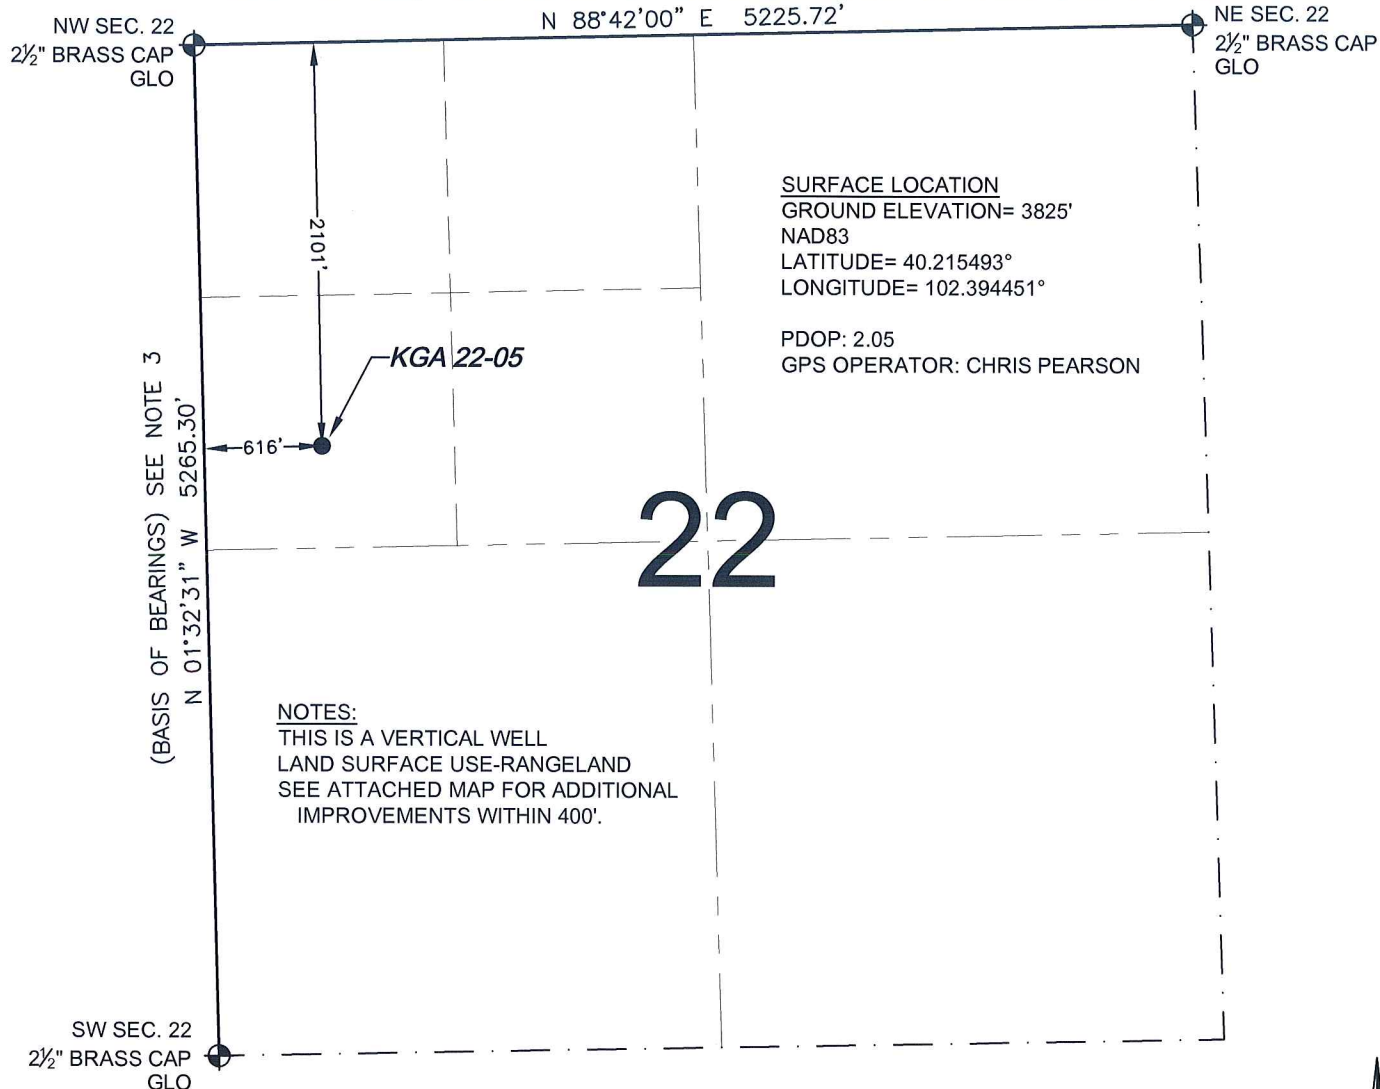 N 88°42'00" E 5225.72'
NW SEC. 22
2½" BRASS CAP
GLO
NE SEC. 22
2½" BRASS CAP
GLO
2101'
SURFACE LOCATION
GROUND ELEVATION= 3825'
NAD83
LATITUDE= 40.215493°
LONGITUDE= 102.394451°
PDOP: 2.05
GPS OPERATOR: CHRIS PEARSON
KGA 22-05
616'
(BASIS OF BEARINGS) SEE NOTE 3
N 01°32'31" W 5265.30'
22
NOTES:
THIS IS A VERTICAL WELL
LAND SURFACE USE-RANGELAND
SEE ATTACHED MAP FOR ADDITIONAL
IMPROVEMENTS WITHIN 400'.
SW SEC. 22
2½" BRASS CAP
GLO